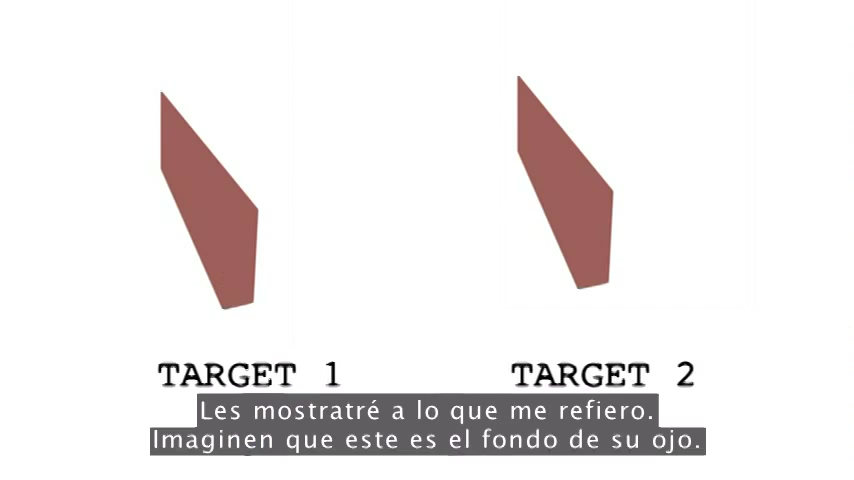 TARGET 1
TARGET 2
Les mostratré a lo que me refiero.
Imaginen que este es el fondo de su ojo.